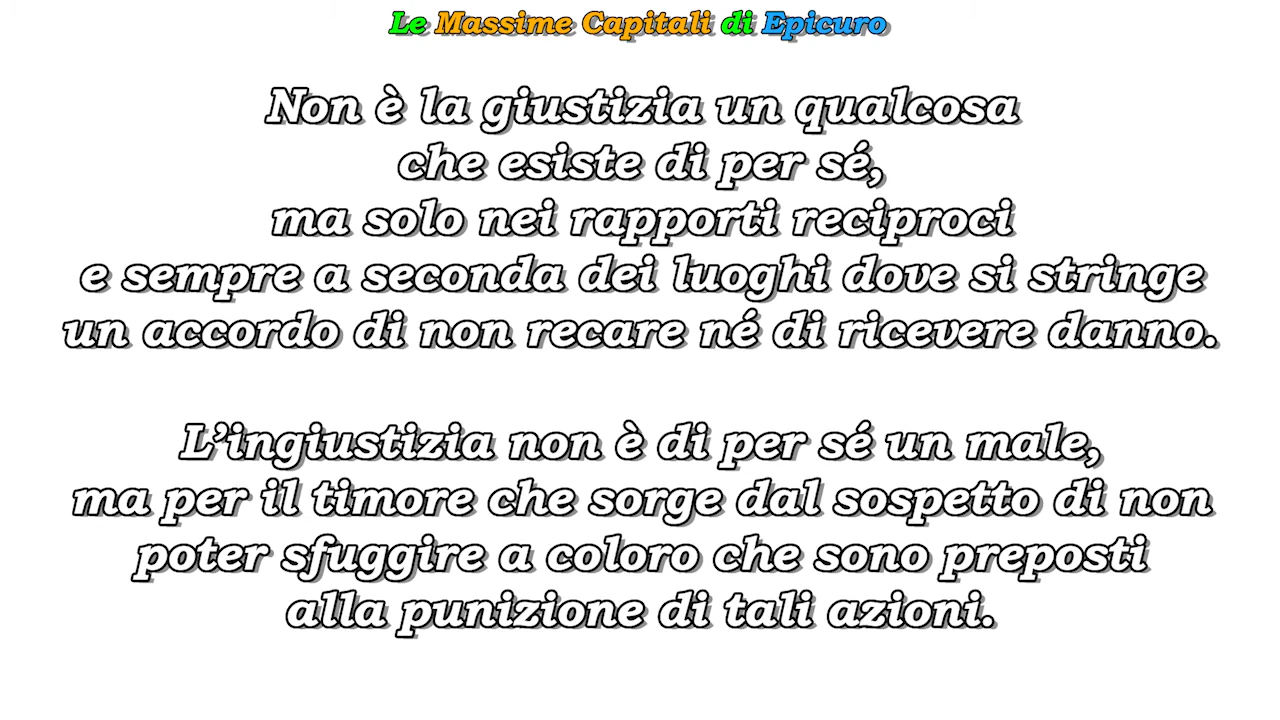 Le Massime Capitali di Epicuro
Non è la giustizia un qualcosa
che esiste di per sé,
ma solo nei rapporti reciproci
e sempre a seconda dei luoghi dove si stringe
un accordo di non recare né di ricevere danno.
L’ingiustizia non è di per sé un male,
ma per il timore che sorge dal sospetto di non
poter sfuggire a coloro che sono preposti
alla punizione di tali azioni.